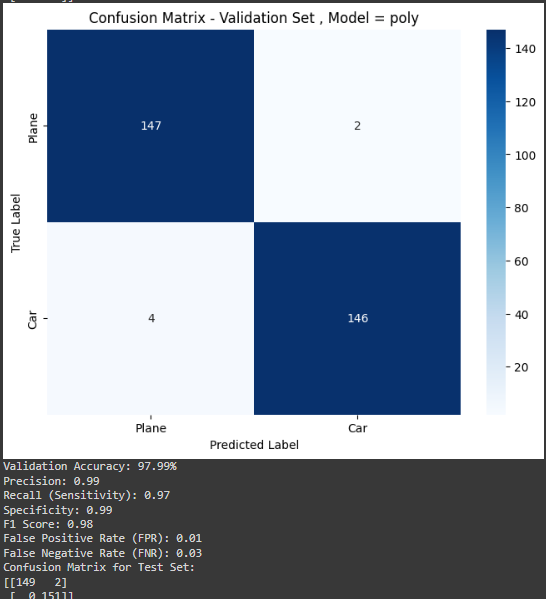 Confusion Matrix - Validation Set , Model = poly
True Label
Plane
147
2
Car
4
146
Plane
Car
Predicted Label
140
120
100
80
60
40
20
Validation Accuracy: 97.99%
Precision: 0.99
Recall (Sensitivity): 0.97
Specificity: 0.99
F1 Score: 0.98
False Positive Rate (FPR): 0.01
False Negative Rate (FNR): 0.03
Confusion Matrix for Test Set:
[[149   2]
[  0 151]]